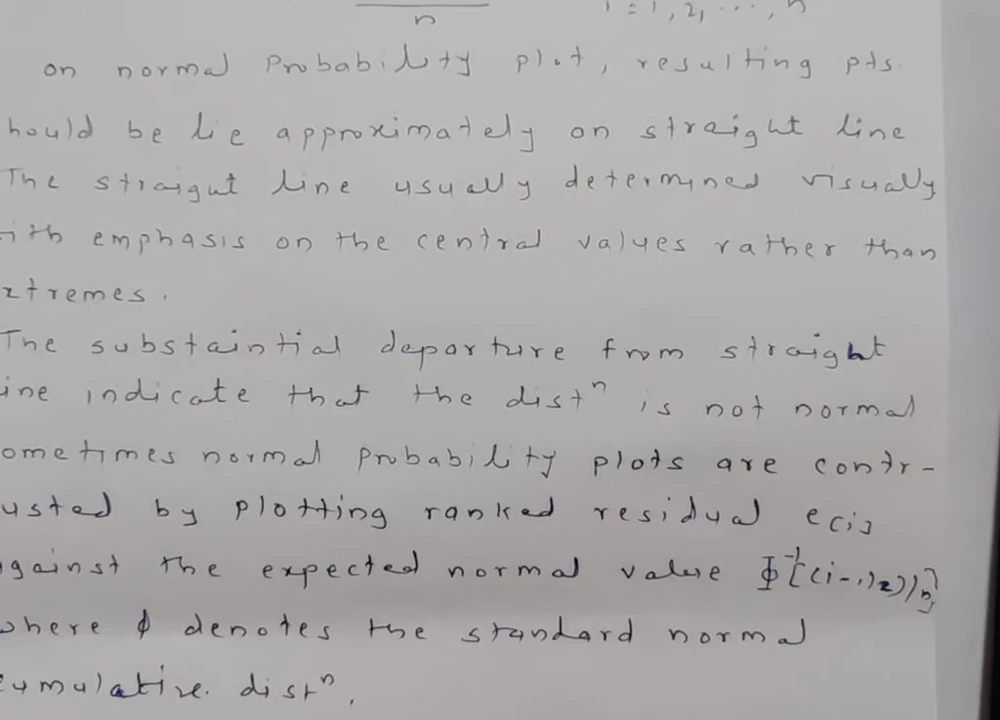 n i = 1, 2, ..., n
on normal Probability plot, resulting pts.
hould be lie approximately on straight line
The straigut line usually determined visually
ith emphasis on the central values rather than
xtremes.
The substaintial departure from straight
ine indicate that the distⁿ is not normal
ometimes normal Probability plots are contr-
usted by plotting ranked residual e(i)
gainst the expected normal value Φ⁻¹[(i-1/2)/n]
where ϕ denotes the standard normal
cumulative. distⁿ.